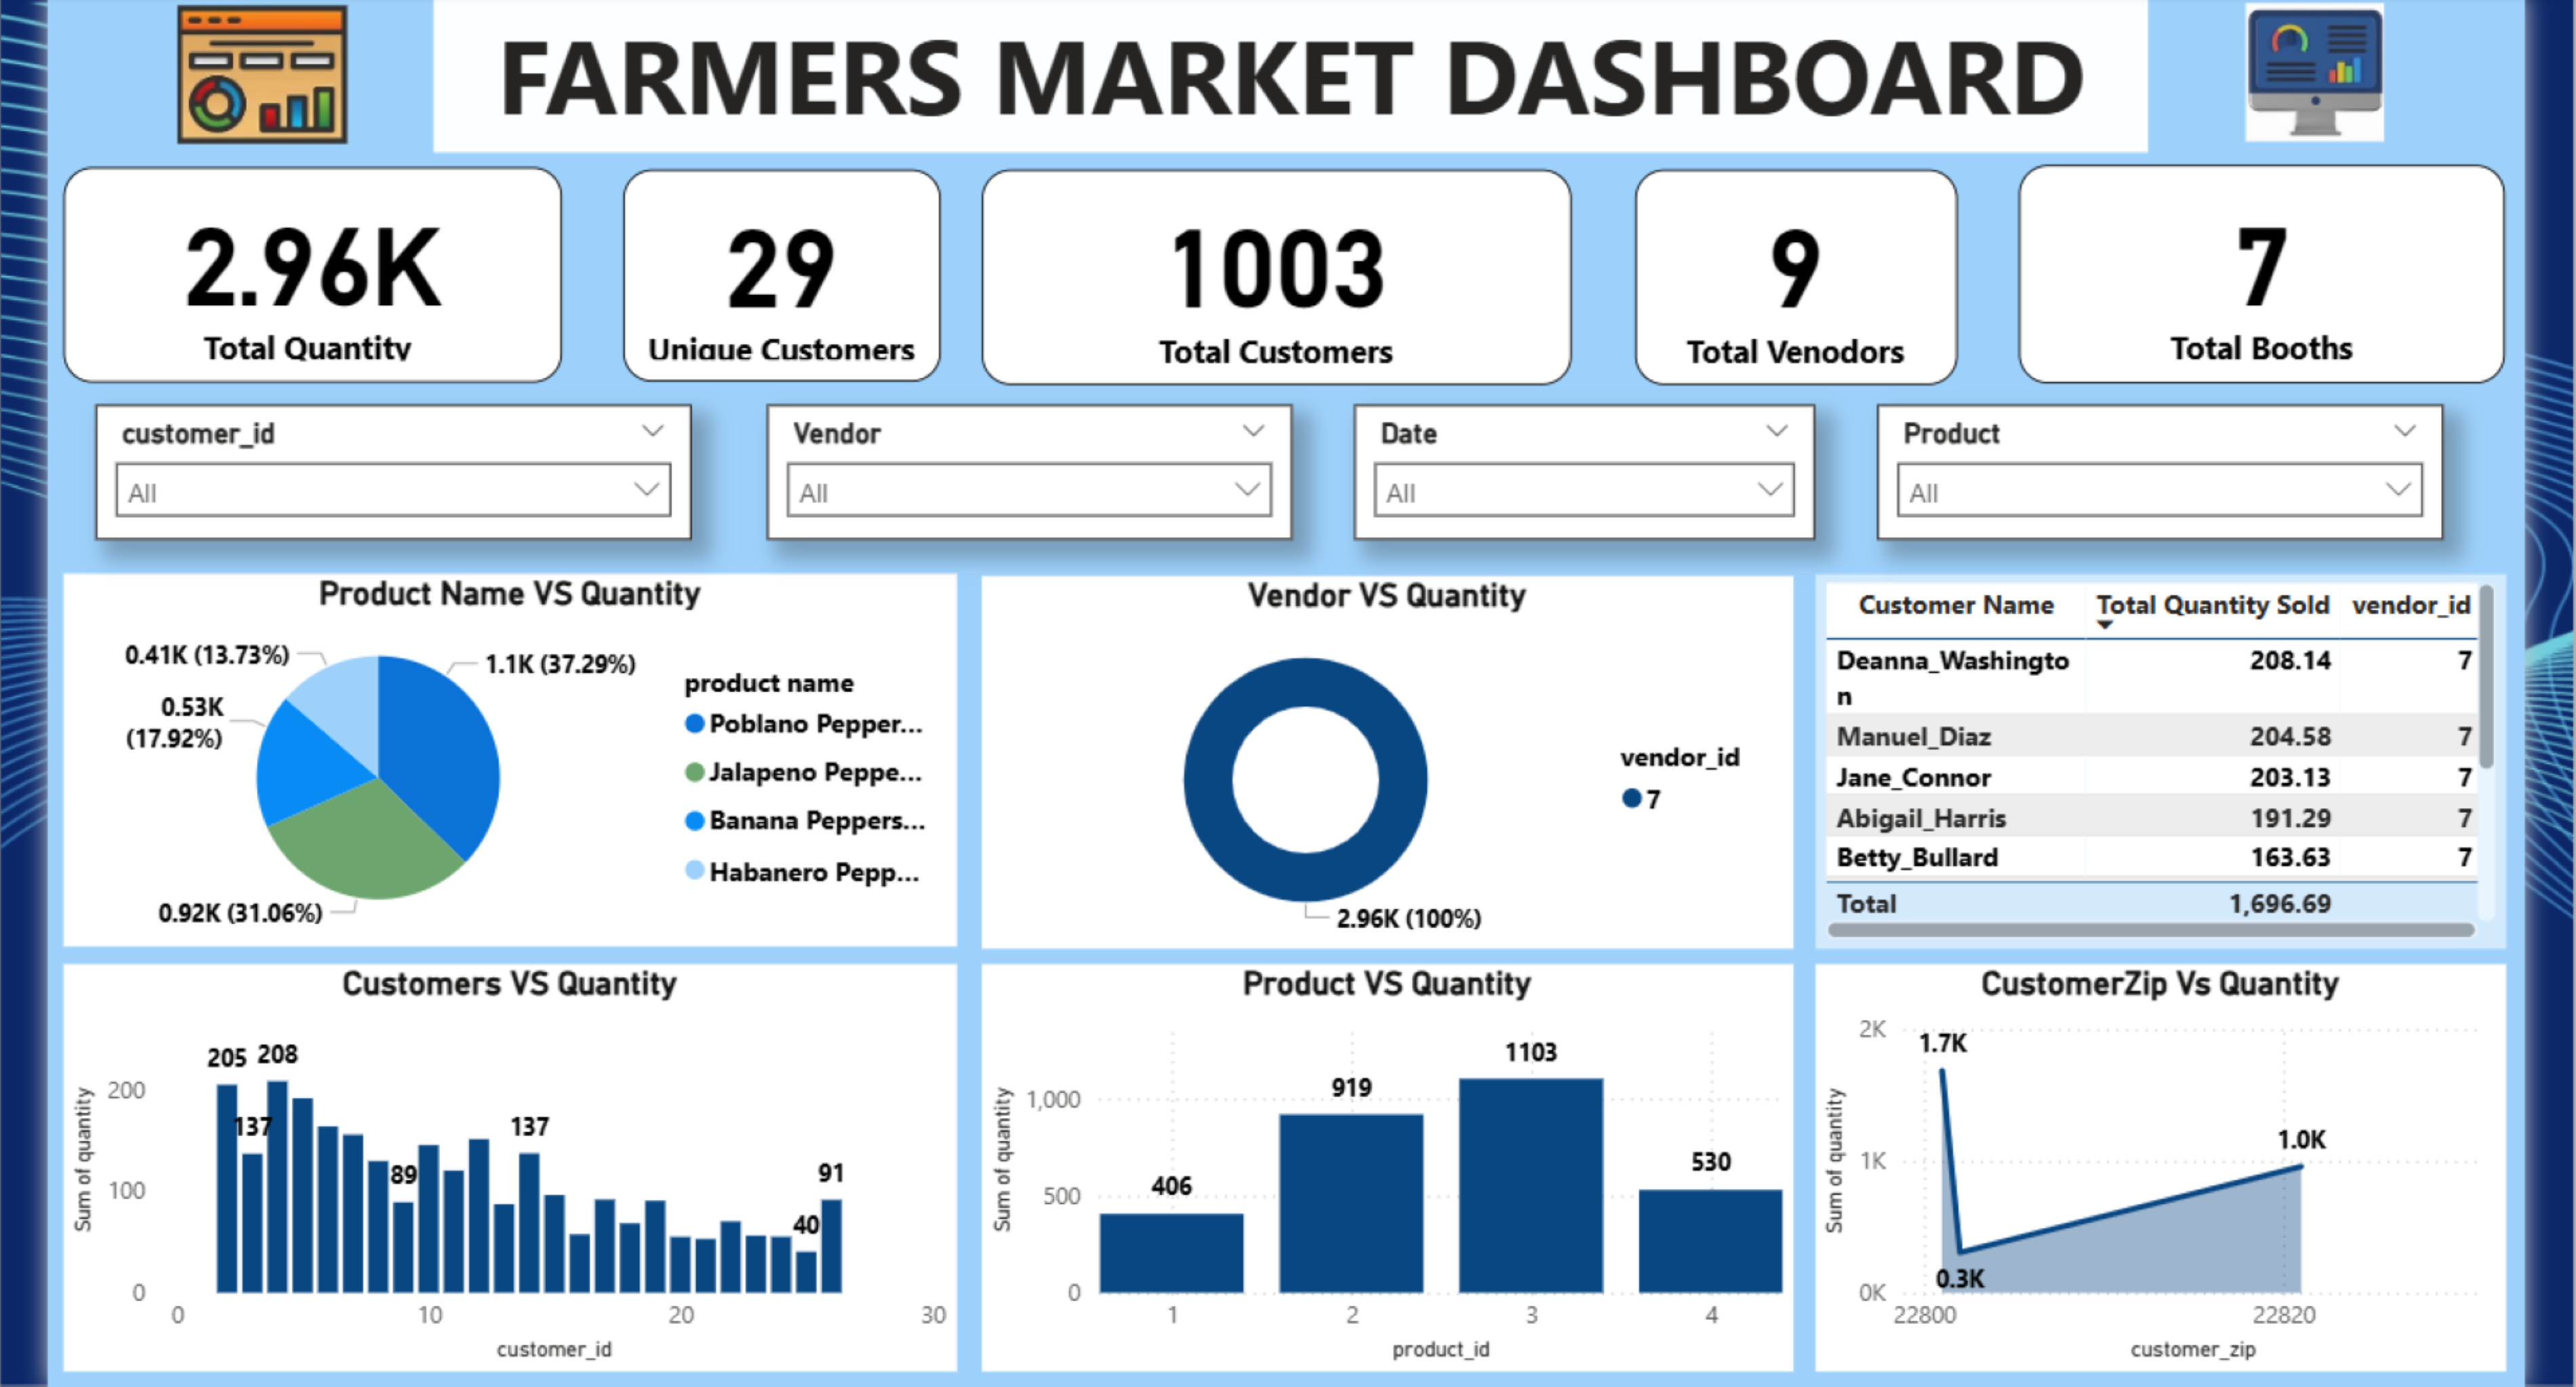 FARMERS MARKET DASHBOARD
2.96K
Total Quantity
29
Unique Customers
1003
Total Customers
9
Total Venodors
7
Total Booths
customer_id
All
Vendor
All
Date
All
Product
All
Product Name VS Quantity
0.41K (13.73%)
1.1K (37.29%)
0.53K
(17.92%)
0.92K (31.06%)
product name
Poblano Pepper...
Jalapeno Peppe...
Banana Peppers...
Habanero Pepp...
Vendor VS Quantity
vendor_id
7
2.96K (100%)
Customer Name Total Quantity Sold vendor_id
Deanna_Washingto 208.14 7
n
Manuel_Diaz 204.58 7
Jane_Connor 203.13 7
Abigail_Harris 191.29 7
Betty_Bullard 163.63 7
Total 1,696.69
Customers VS Quantity
Sum of quantity
200
100
0
205 208
137
89
137
40
91
0 10 20 30
customer_id
Product VS Quantity
Sum of quantity
1,000
500
0
406
919
1103
530
1 2 3 4
product_id
CustomerZip Vs Quantity
Sum of quantity
2K
1K
0K
1.7K
0.3K
1.0K
22800 22820
customer_zip